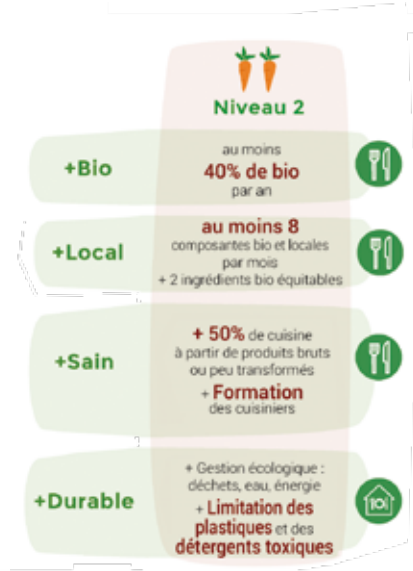 Niveau 2
+Bio
au moins
40% de bio
par an
+Local
au moins 8
composantes bio et locales
par mois
+ 2 ingrédients bio équitables
+Sain
+ 50% de cuisine
à partir de produits bruts
ou peu transformés
+ Formation
des cuisiniers
+Durable
+ Gestion écologique :
déchets, eau, énergie
+ Limitation des
plastiques et des
détergents toxiques